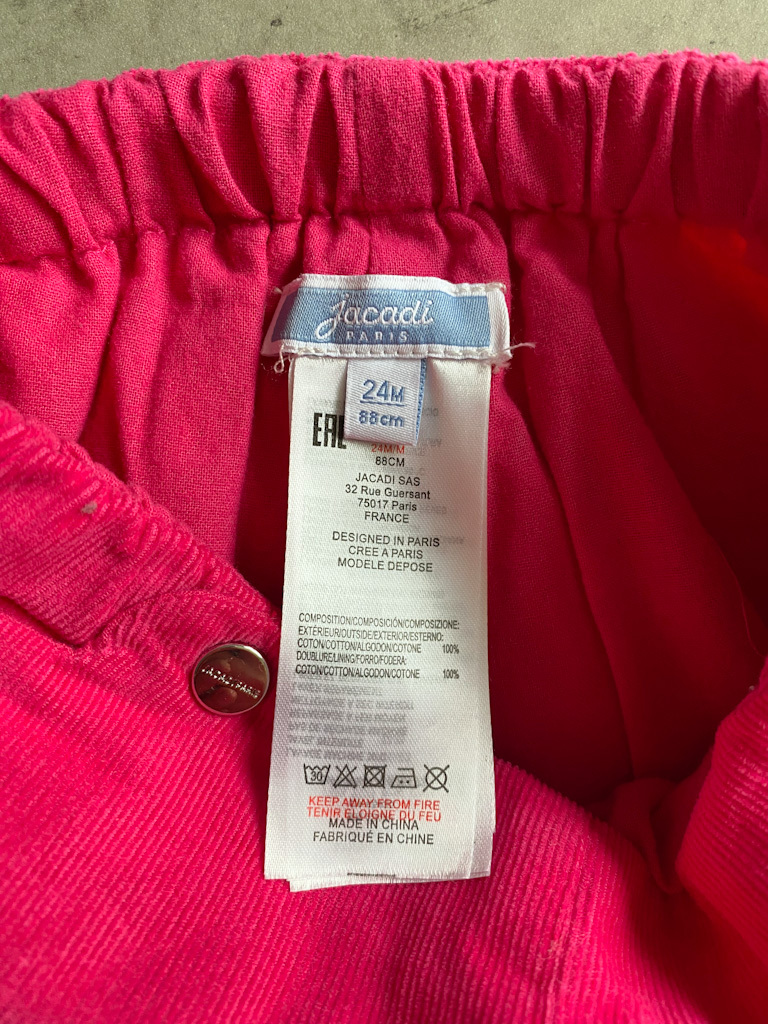 Jacadi
PARIS
24M
88cm
EAC
24M/M
88CM
JACADI SAS
32 Rue Guersant
75017 Paris
FRANCE
DESIGNED IN PARIS
CREE A PARIS
MODELE DEPOSE
COMPOSITION/COMPOSICIÓN/COMPOSIZIONE:
EXTÉRIEUR/OUTSIDE/EXTERIOR/ESTERNO:
COTON/COTTON/ALGODON/COTONE 100%
DOUBLURE/LINING/FORRO/FODERA:
COTON/COTTON/ALGODON/COTONE 100%
JACADI PARIS
30
KEEP AWAY FROM FIRE
TENIR ELOIGNE DU FEU
MADE IN CHINA
FABRIQUÉ EN CHINE